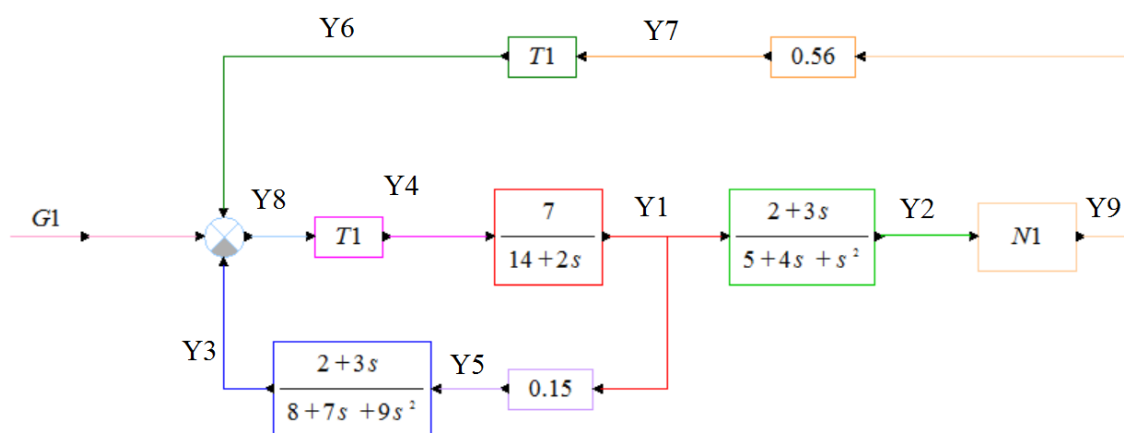 Y6
Y7
T1
0.56
G1
Y8
T1
Y4
7
14+2s
Y1
2+3s
5+4s +s²
Y2
N1
Y9
Y3
2+3s
8+7s +9s²
Y5
0.15